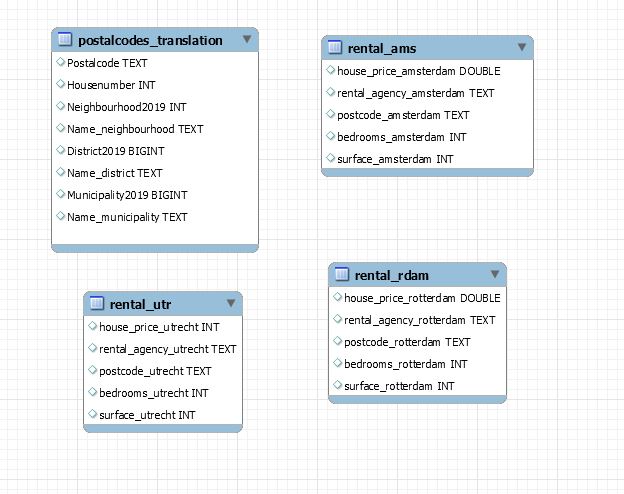 postalcodes_translation
Postalcode TEXT
Housenumber INT
Neighbourhood2019 INT
Name_neighbourhood TEXT
District2019 BIGINT
Name_district TEXT
Municipality2019 BIGINT
Name_municipality TEXT
rental_ams
house_price_amsterdam DOUBLE
rental_agency_amsterdam TEXT
postcode_amsterdam TEXT
bedrooms_amsterdam INT
surface_amsterdam INT
rental_utr
house_price_utrecht INT
rental_agency_utrecht TEXT
postcode_utrecht TEXT
bedrooms_utrecht INT
surface_utrecht INT
rental_rdam
house_price_rotterdam DOUBLE
rental_agency_rotterdam TEXT
postcode_rotterdam TEXT
bedrooms_rotterdam INT
surface_rotterdam INT